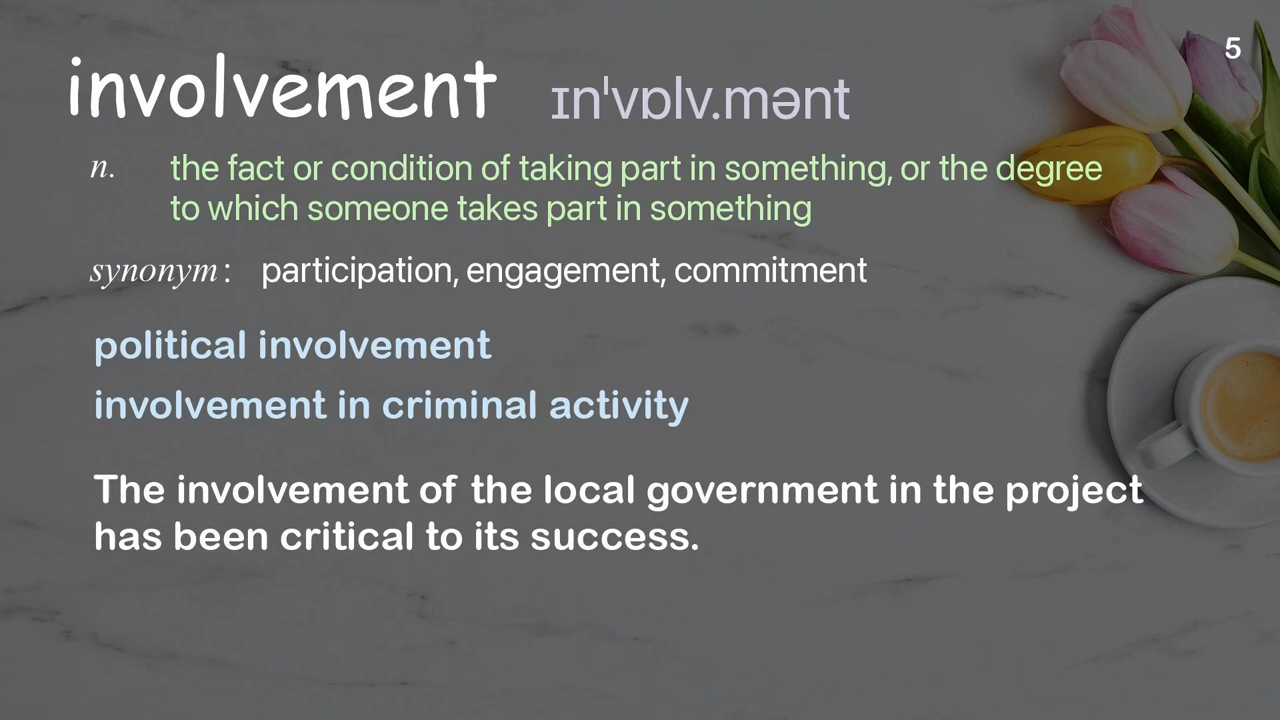 5
involvement ɪnˈvɒlv.mənt
n. the fact or condition of taking part in something, or the degree
to which someone takes part in something
synonym: participation, engagement, commitment
political involvement
involvement in criminal activity
The involvement of the local government in the project
has been critical to its success.